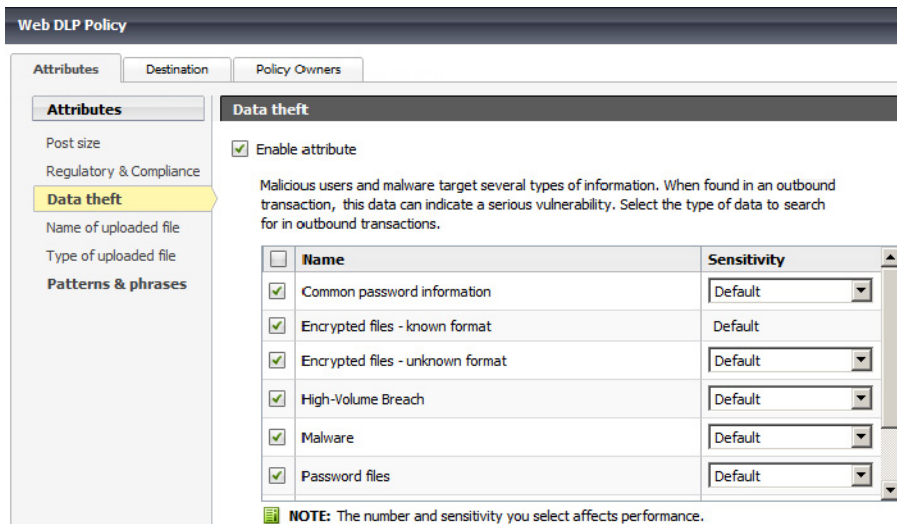 Web DLP Policy
Attributes
Destination
Policy Owners
Attributes
Post size
Regulatory & Compliance
Data theft
Name of uploaded file
Type of uploaded file
Patterns & phrases
Data theft
Enable attribute
Malicious users and malware target several types of information. When found in an outbound
transaction, this data can indicate a serious vulnerability. Select the type of data to search
for in outbound transactions.
Name Sensitivity
Common password information Default
Encrypted files - known format Default
Encrypted files - unknown format Default
High-Volume Breach Default
Malware Default
Password files Default
NOTE: The number and sensitivity you select affects performance.